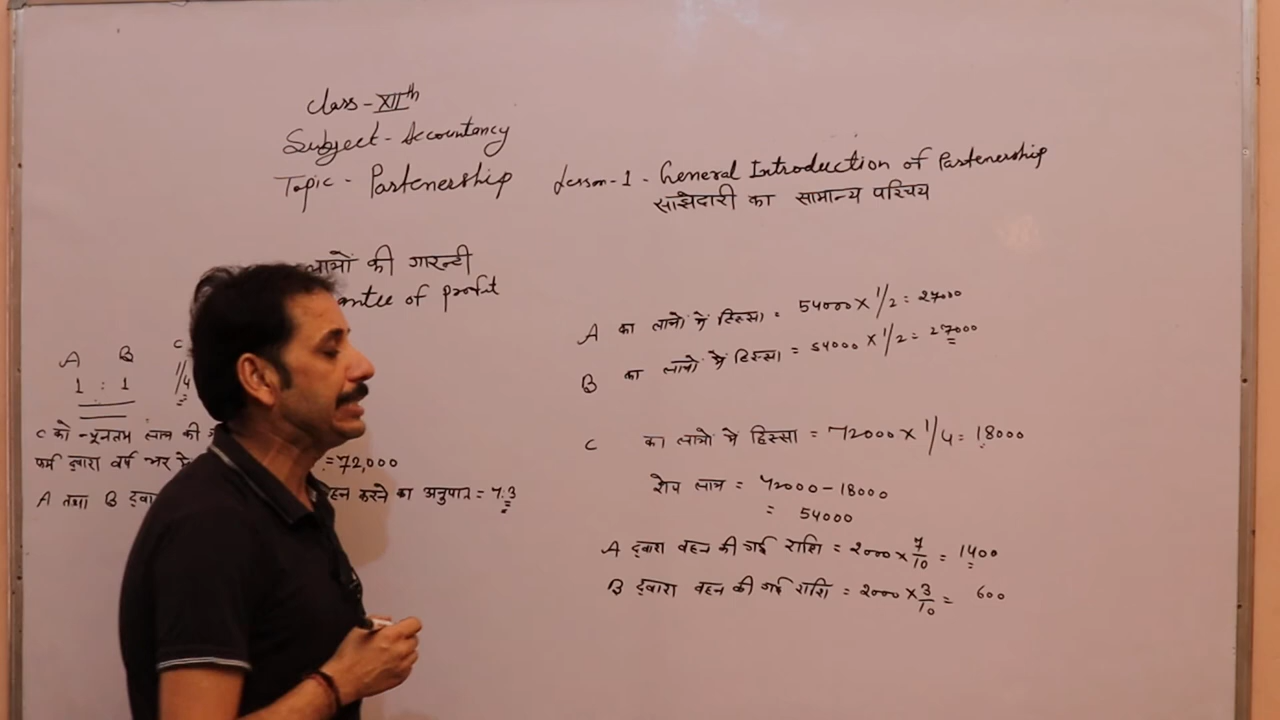 Class-XIIth
Subject-Accountancy
Topic - Partenership
Lesson-1 - General Introduction of Partenership
साझेदारी का सामान्य परिचय
लाभों की गारन्टी
antee of profit
A B C
1 : 1 1/4
C को न्यूनतम लाभ की
फर्म द्वारा वर्ष भर में = 72,000
A तथा B द्वा वहन करने का अनुपात = 7:3
A का लाभों में हिस्सा = 54000 × 1/2 = 27000
B का लाभों में हिस्सा = 54000 × 1/2 = 27000
C का लाभों में हिस्सा = 72000 × 1/4 = 18000
शेष लाभ = 72000 - 18000
= 54000
A द्वारा वहन की गई राशि = 2000 × 7/10 = 1400
B द्वारा वहन की गई राशि = 2000 × 3/10 = 600